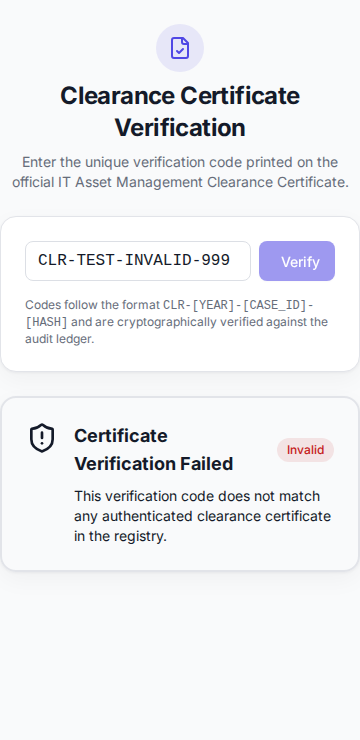 Clearance Certificate
Verification
Enter the unique verification code printed on the
official IT Asset Management Clearance Certificate.
CLR-TEST-INVALID-999
Verify
Codes follow the format CLR-[YEAR]-[CASE_ID]-
[HASH] and are cryptographically verified against the
audit ledger.
Certificate
Verification Failed
Invalid
This verification code does not match
any authenticated clearance certificate
in the registry.